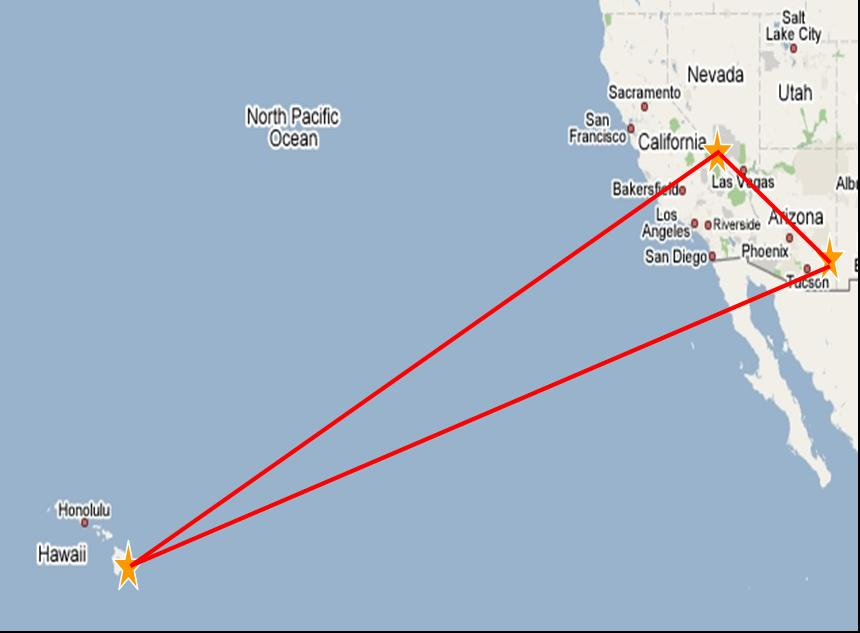 Salt
Lake City
Nevada
Utah
Sacramento
North Pacific
Ocean
San
Francisco
California
Las Vegas
Bakersfield
Los
Angeles
Riverside
Arizona
San Diego
Phoenix
Tucson
Honolulu
Hawaii